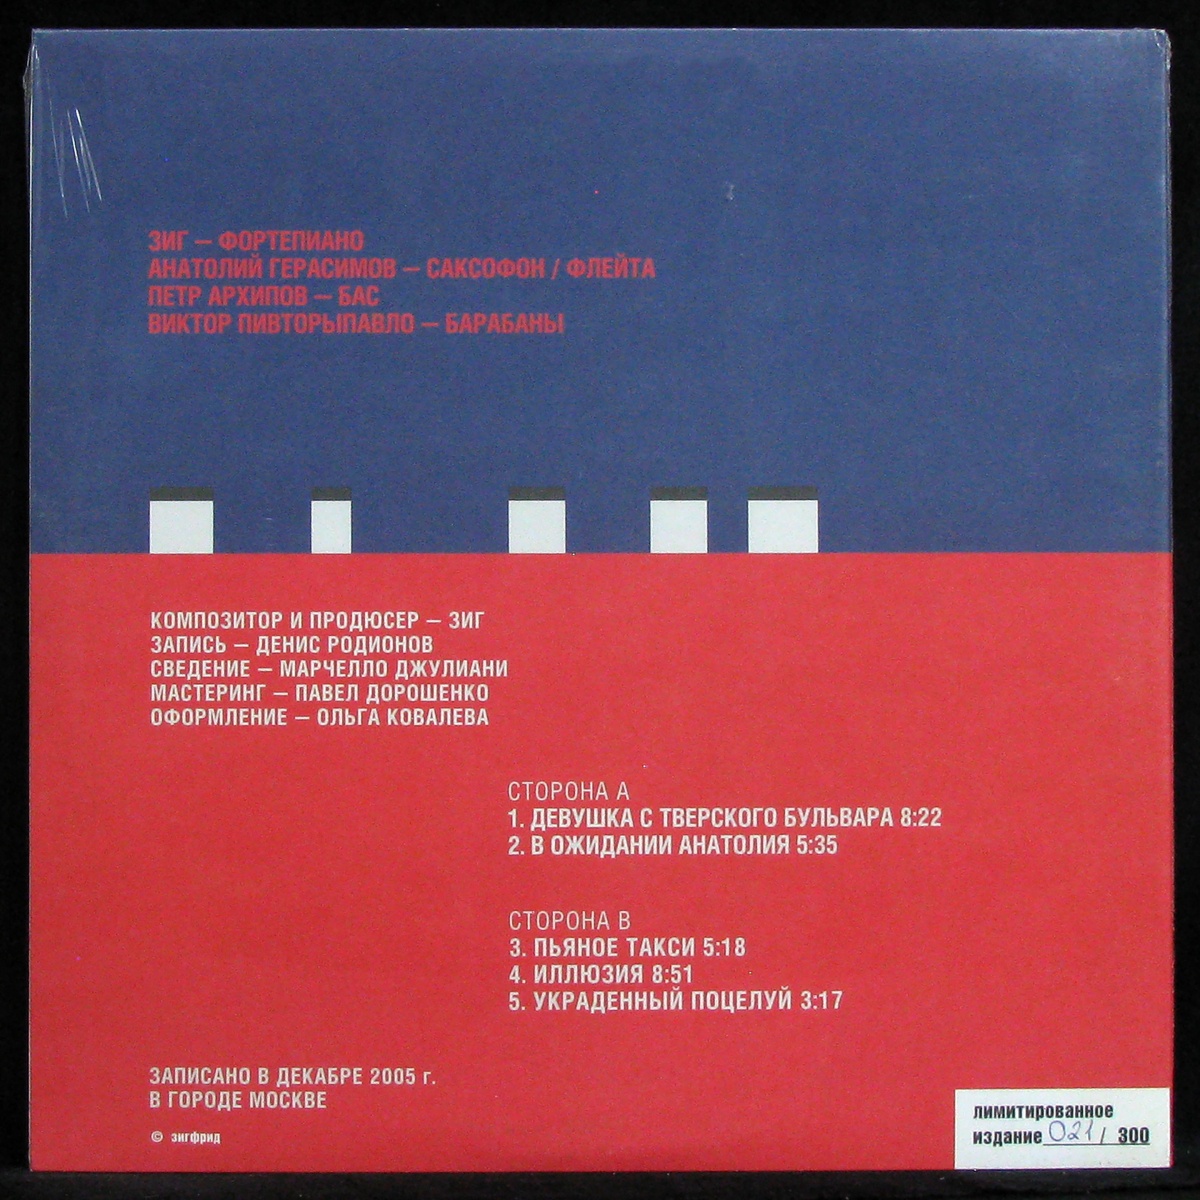 ЗИГ – ФОРТЕПИАНО
АНАТОЛИЙ ГЕРАСИМОВ – САКСОФОН / ФЛЕЙТА
ПЕТР АРХИПОВ – БАС
ВИКТОР ПИВТОРЫПАВЛО – БАРАБАНЫ
КОМПОЗИТОР И ПРОДЮСЕР – ЗИГ
ЗАПИСЬ – ДЕНИС РОДИОНОВ
СВЕДЕНИЕ – МАРЧЕЛЛО ДЖУЛИАНИ
МАСТЕРИНГ – ПАВЕЛ ДОРОШЕНКО
ОФОРМЛЕНИЕ – ОЛЬГА КОВАЛЕВА
СТОРОНА А
1. ДЕВУШКА С ТВЕРСКОГО БУЛЬВАРА 8:22
2. В ОЖИДАНИИ АНАТОЛИЯ 5:35
СТОРОНА В
3. ПЬЯНОЕ ТАКСИ 5:18
4. ИЛЛЮЗИЯ 8:51
5. УКРАДЕННЫЙ ПОЦЕЛУЙ 3:17
ЗАПИСАНО В ДЕКАБРЕ 2005 г.
В ГОРОДЕ МОСКВЕ
© зигфрид
лимитированное
издание 021 / 300